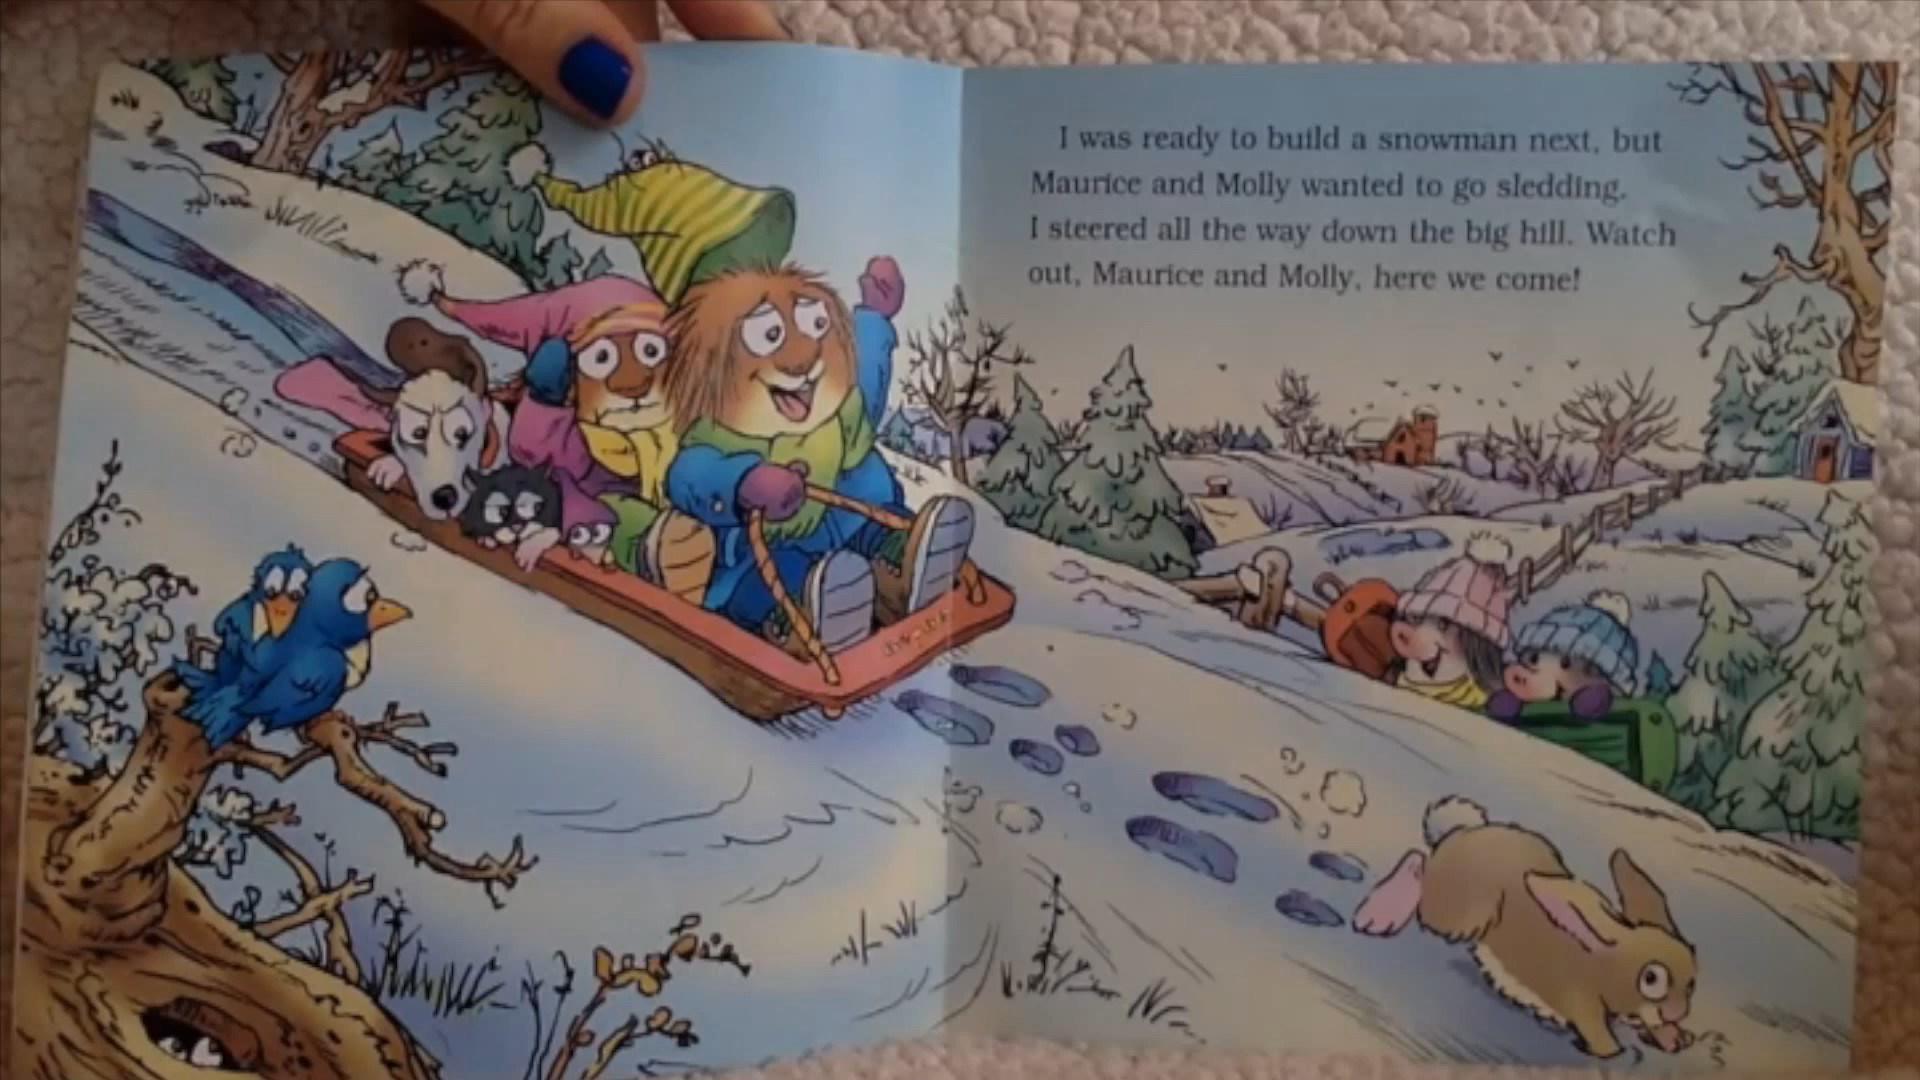 I was ready to build a snowman next, but
Maurice and Molly wanted to go sledding.
I steered all the way down the big hill. Watch
out, Maurice and Molly, here we come!